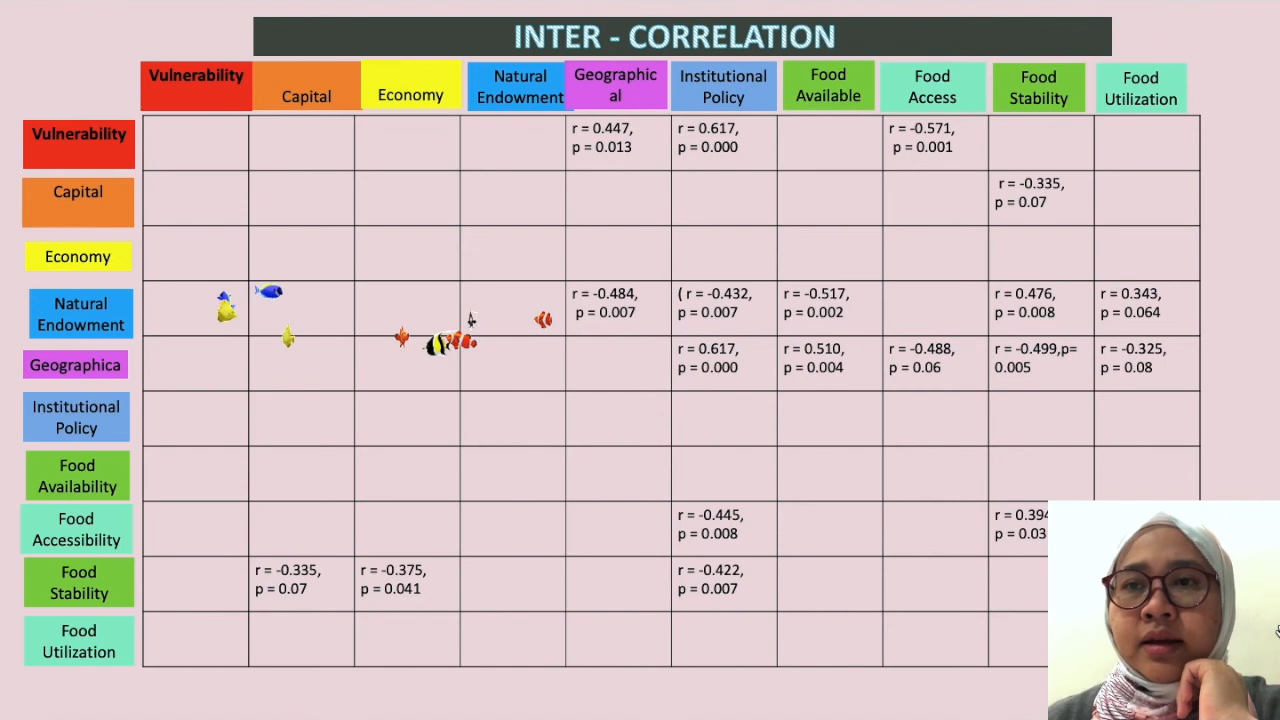 INTER - CORRELATION
Vulnerability
Capital
Economy
Natural
Endowment
Geographic
al
Institutional
Policy
Food
Available
Food
Access
Food
Stability
Food
Utilization
Vulnerability
r = 0.447,
p = 0.013
r = 0.617,
p = 0.000
r = -0.571,
p = 0.001
Capital
r = -0.335,
p = 0.07
Economy
Natural
Endowment
r = -0.484,
p = 0.007
( r = -0.432,
p = 0.007
r = -0.517,
p = 0.002
r = 0.476,
p = 0.008
r = 0.343,
p = 0.064
Geographica
r = 0.617,
p = 0.000
r = 0.510,
p = 0.004
r = -0.488,
p = 0.06
r = -0.499,p=
0.005
r = -0.325,
p = 0.08
Institutional
Policy
Food
Availability
Food
Accessibility
r = -0.445,
p = 0.008
r = 0.394
p = 0.03
Food
Stability
r = -0.335,
p = 0.07
r = -0.375,
p = 0.041
r = -0.422,
p = 0.007
Food
Utilization